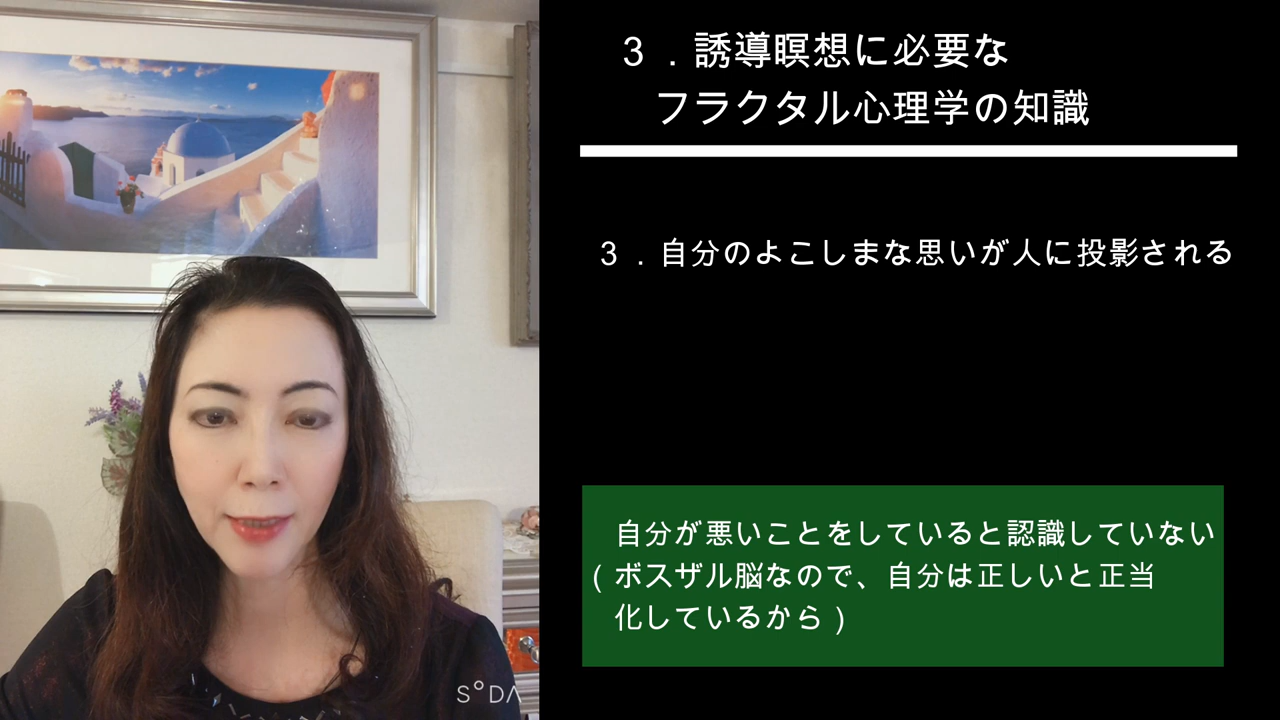 ３．誘導瞑想に必要な
フラクタル心理学の知識
３．自分のよこしまな思いが人に投影される
自分が悪いことをしていると認識していない
（ボスザル脳なので、自分は正しいと正当
化しているから）
S°DA